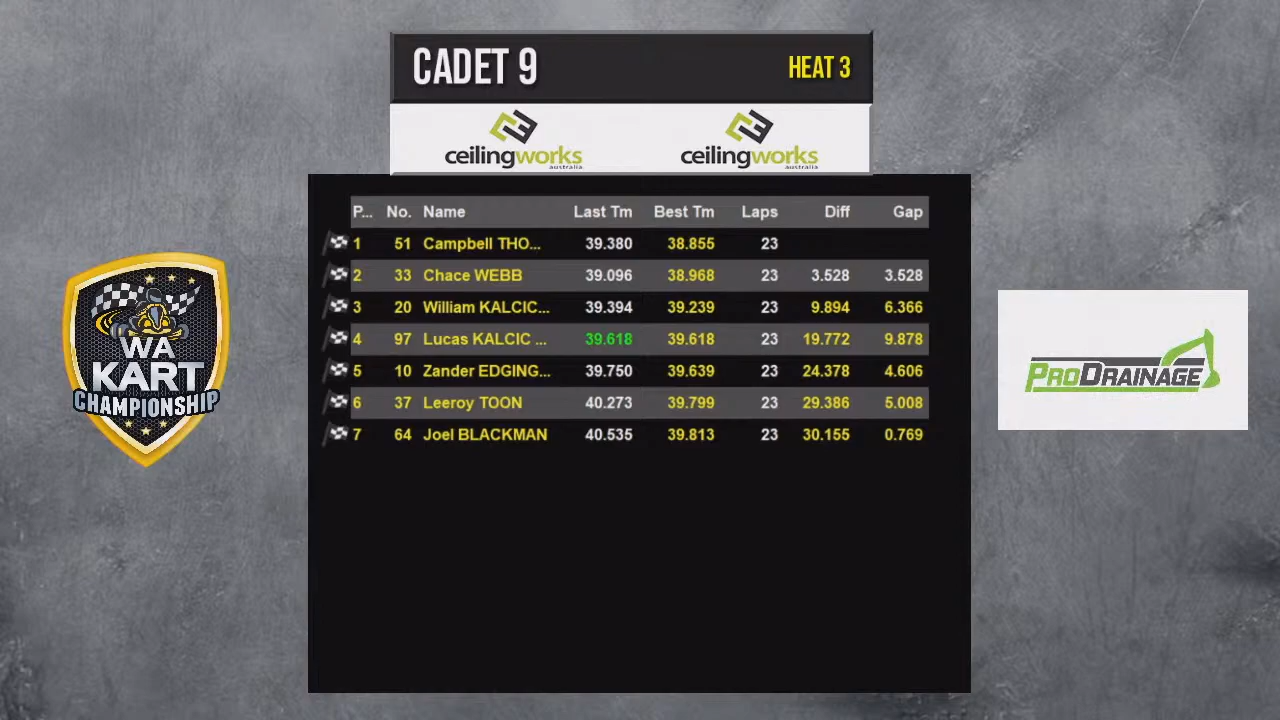 CADET 9 HEAT 3
ceilingworks australia ceilingworks australia
P... No. Name Last Tm Best Tm Laps Diff Gap
1 51 Campbell THO... 39.380 38.855 23
2 33 Chace WEBB 39.096 38.968 23 3.528 3.528
3 20 William KALCIC... 39.394 39.239 23 9.894 6.366
4 97 Lucas KALCIC ... 39.618 39.618 23 19.772 9.878
5 10 Zander EDGING... 39.750 39.639 23 24.378 4.606
6 37 Leeroy TOON 40.273 39.799 23 29.386 5.008
7 64 Joel BLACKMAN 40.535 39.813 23 30.155 0.769
WA
KART
CHAMPIONSHIP
PRODRAINAGE